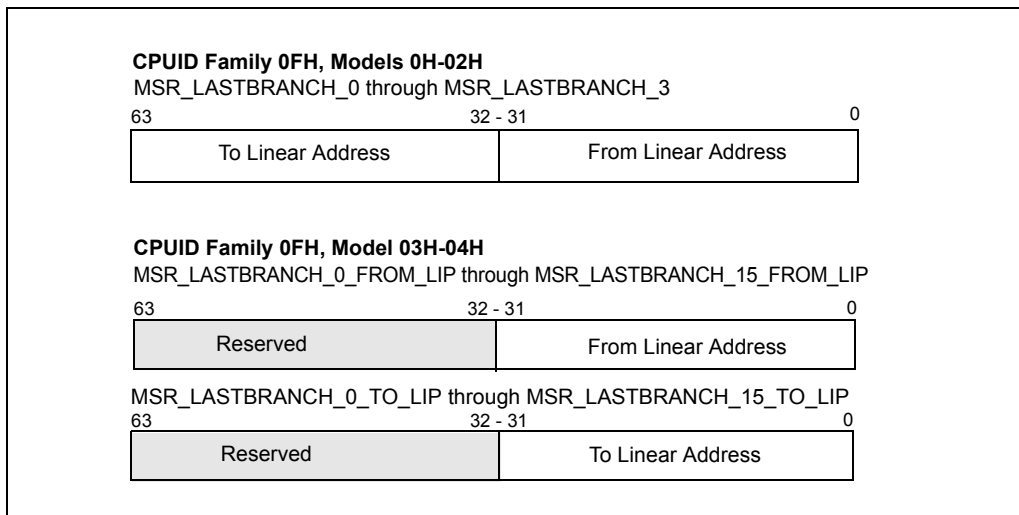 CPUID Family 0FH, Models 0H-02H
MSR_LASTBRANCH_0 through MSR_LASTBRANCH_3
63 32 - 31 0
To Linear Address From Linear Address
CPUID Family 0FH, Model 03H-04H
MSR_LASTBRANCH_0_FROM_LIP through MSR_LASTBRANCH_15_FROM_LIP
63 32 - 31 0
Reserved From Linear Address
MSR_LASTBRANCH_0_TO_LIP through MSR_LASTBRANCH_15_TO_LIP
63 32 - 31 0
Reserved To Linear Address